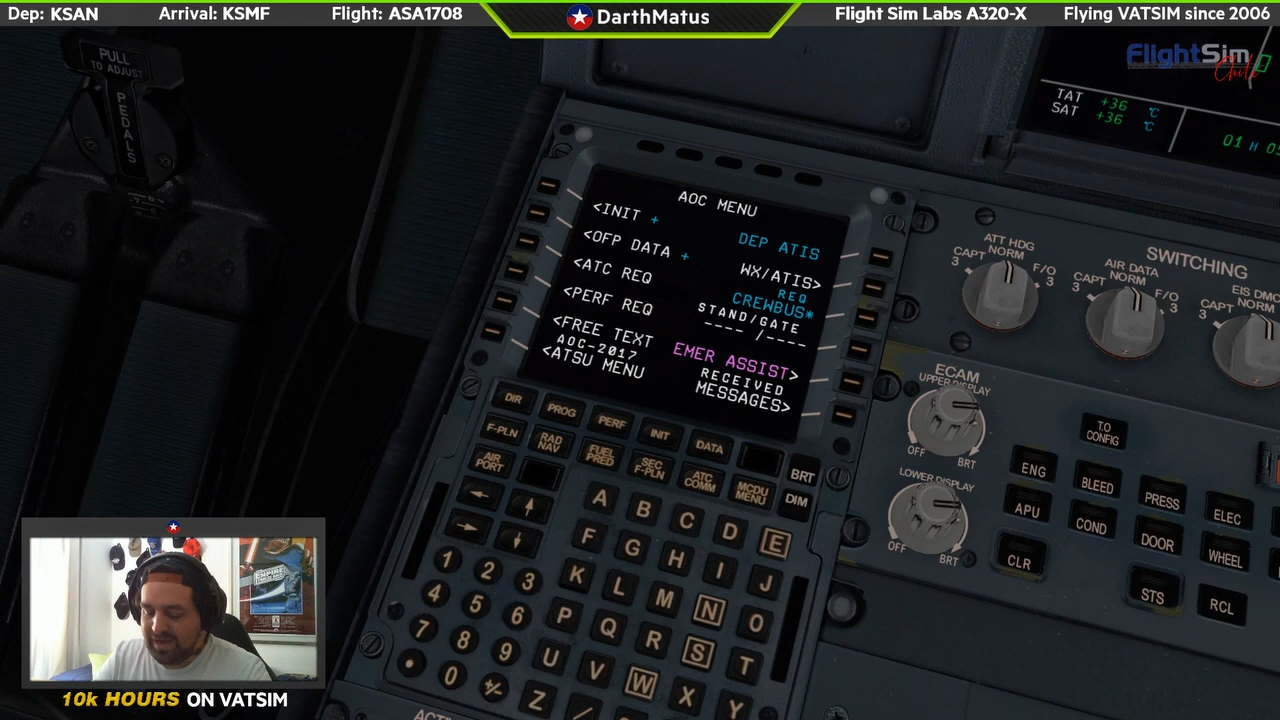 Dep: KSAN
Arrival: KSMF
Flight: ASA1708
DarthMatus
Flight Sim Labs A320-X
Flying VATSIM since 2006
FlightSim
Chile
PULL
TO ADJUST
PEDALS
TAT +36 °C
SAT +36 °C
01 H 05
AOC MENU
<INIT +
DEP ATIS
<OFP DATA +
WX/ATIS>
<ATC REQ
REQ
CREWBUS*
<PERF REQ
STAND/GATE
---- /----
<FREE TEXT
EMER ASSIST>
AOC-2017
RECEIVED
<ATSU MENU
MESSAGES>
SWITCHING
ATT HDG
NORM
CAPT
3
F/O
3
AIR DATA
NORM
CAPT
3
F/O
3
EIS DMC
NORM
CAPT
3
ECAM
UPPER DISPLAY
OFF
BRT
LOWER DISPLAY
OFF
BRT
T.O
CONFIG
ENG
BLEED
PRESS
ELEC
APU
COND
DOOR
WHEEL
CLR
STS
RCL
DIR
PROG
PERF
INIT
DATA
BRT
F-PLN
RAD
NAV
FUEL
PRED
SEC
F-PLN
ATC
COMM
MCDU
MENU
DIM
AIR
PORT
← ↑
→ ↓
A B C D E
F G H I J
K L M N O
P Q R S T
U V W X Y
Z /
1 2 3
4 5 6
7 8 9
. 0 +/-
EMPIRE
10k HOURS ON VATSIM